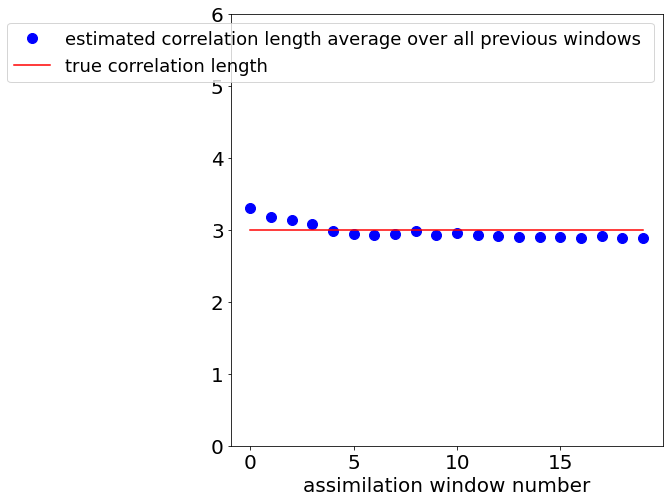 6
estimated correlation length average over all previous windows
true correlation length
5
4
3
2
1
0
0 5 10 15
assimilation window number